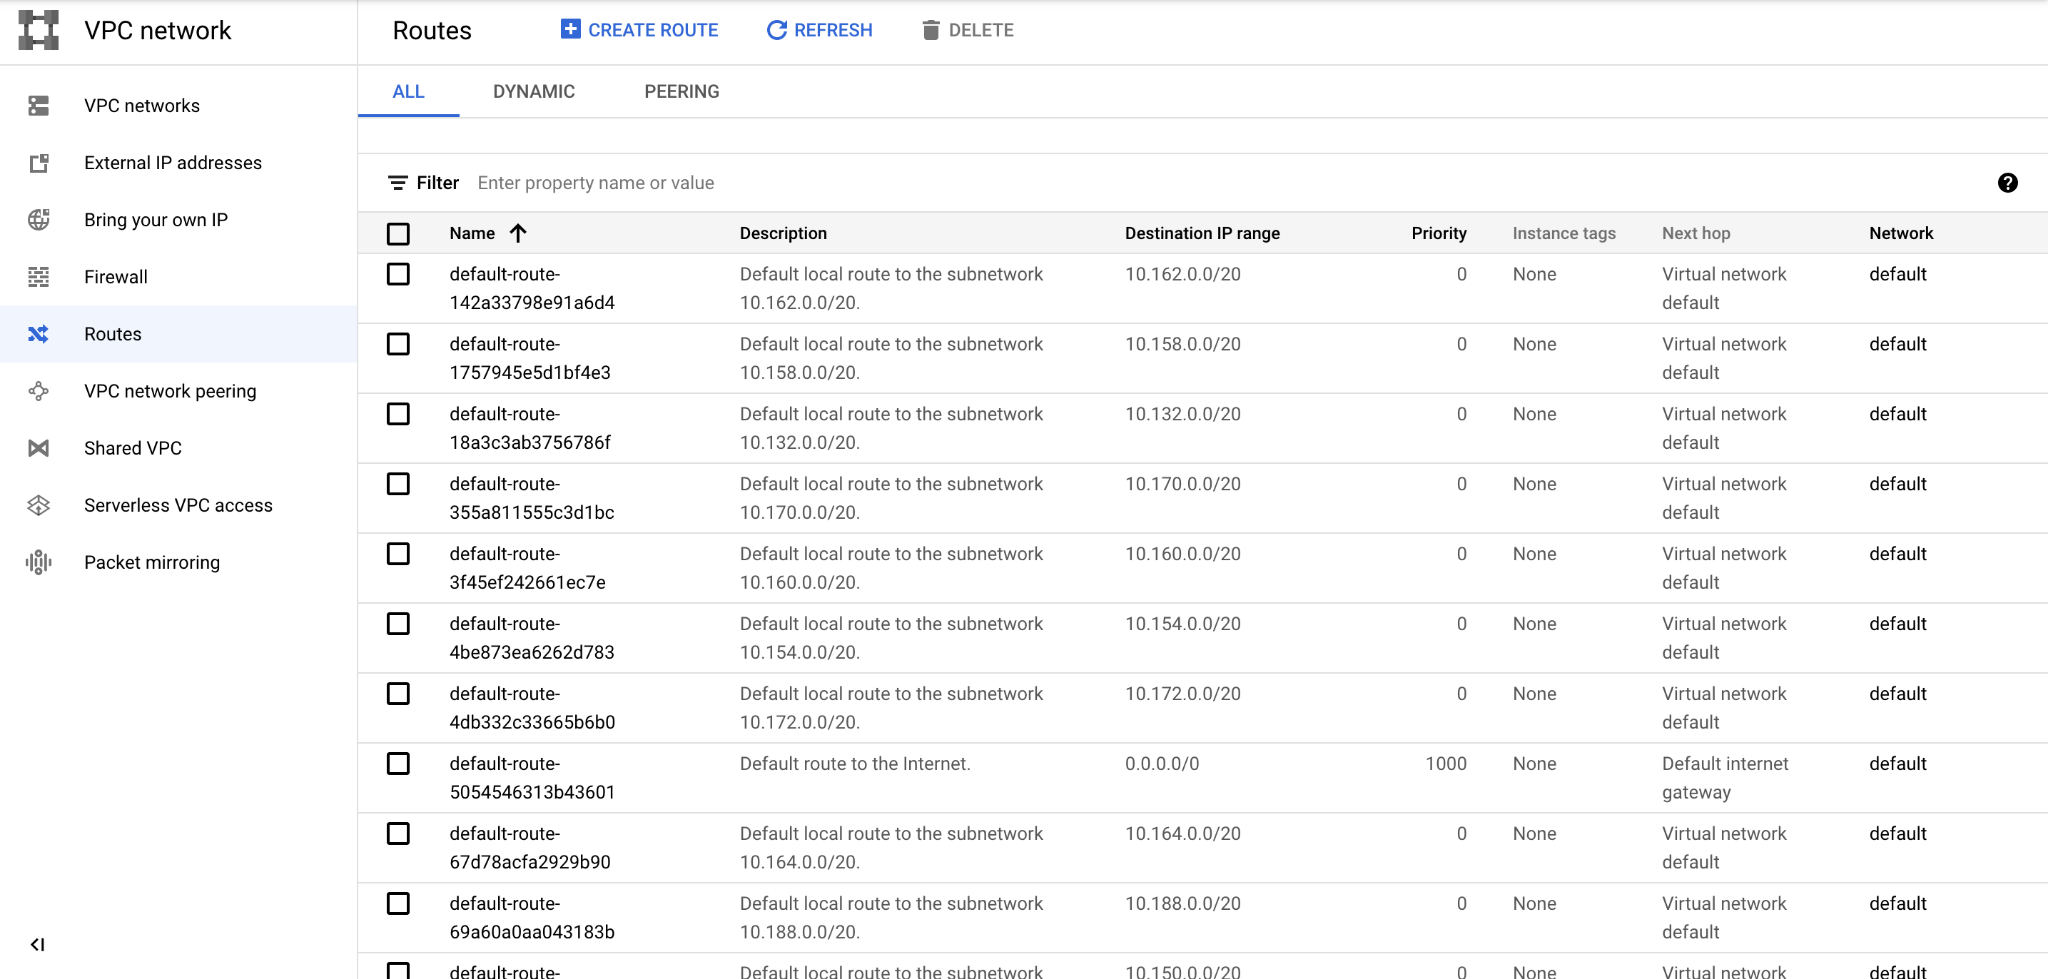 VPC network
Routes
CREATE ROUTE
REFRESH
DELETE
VPC networks
External IP addresses
Bring your own IP
Firewall
Routes
VPC network peering
Shared VPC
Serverless VPC access
Packet mirroring
ALL DYNAMIC PEERING
Filter Enter property name or value
Name Description Destination IP range Priority Instance tags Next hop Network
default-route- Default local route to the subnetwork 10.162.0.0/20 0 None Virtual network default
142a33798e91a6d4 10.162.0.0/20. default
default-route- Default local route to the subnetwork 10.158.0.0/20 0 None Virtual network default
1757945e5d1bf4e3 10.158.0.0/20. default
default-route- Default local route to the subnetwork 10.132.0.0/20 0 None Virtual network default
18a3c3ab3756786f 10.132.0.0/20. default
default-route- Default local route to the subnetwork 10.170.0.0/20 0 None Virtual network default
355a811555c3d1bc 10.170.0.0/20. default
default-route- Default local route to the subnetwork 10.160.0.0/20 0 None Virtual network default
3f45ef242661ec7e 10.160.0.0/20. default
default-route- Default local route to the subnetwork 10.154.0.0/20 0 None Virtual network default
4be873ea6262d783 10.154.0.0/20. default
default-route- Default local route to the subnetwork 10.172.0.0/20 0 None Virtual network default
4db332c33665b6b0 10.172.0.0/20. default
default-route- Default route to the Internet. 0.0.0.0/0 1000 None Default internet default
5054546313b43601 gateway
default-route- Default local route to the subnetwork 10.164.0.0/20 0 None Virtual network default
67d78acfa2929b90 10.164.0.0/20. default
default-route- Default local route to the subnetwork 10.188.0.0/20 0 None Virtual network default
69a60a0aa043183b 10.188.0.0/20. default
default-route- Default local route to the subnetwork 10.150.0.0/20 0 None Virtual network default